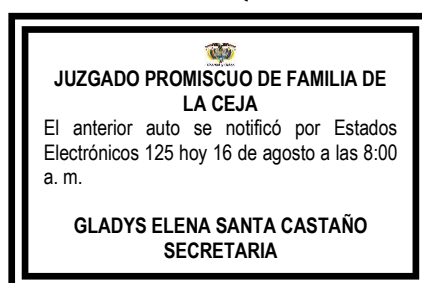 JUZGADO PROMISCUO DE FAMILIA DE
LA CEJA
El anterior auto se notificó por Estados
Electrónicos 125 hoy 16 de agosto a las 8:00
a. m.
GLADYS ELENA SANTA CASTAÑO
SECRETARIA